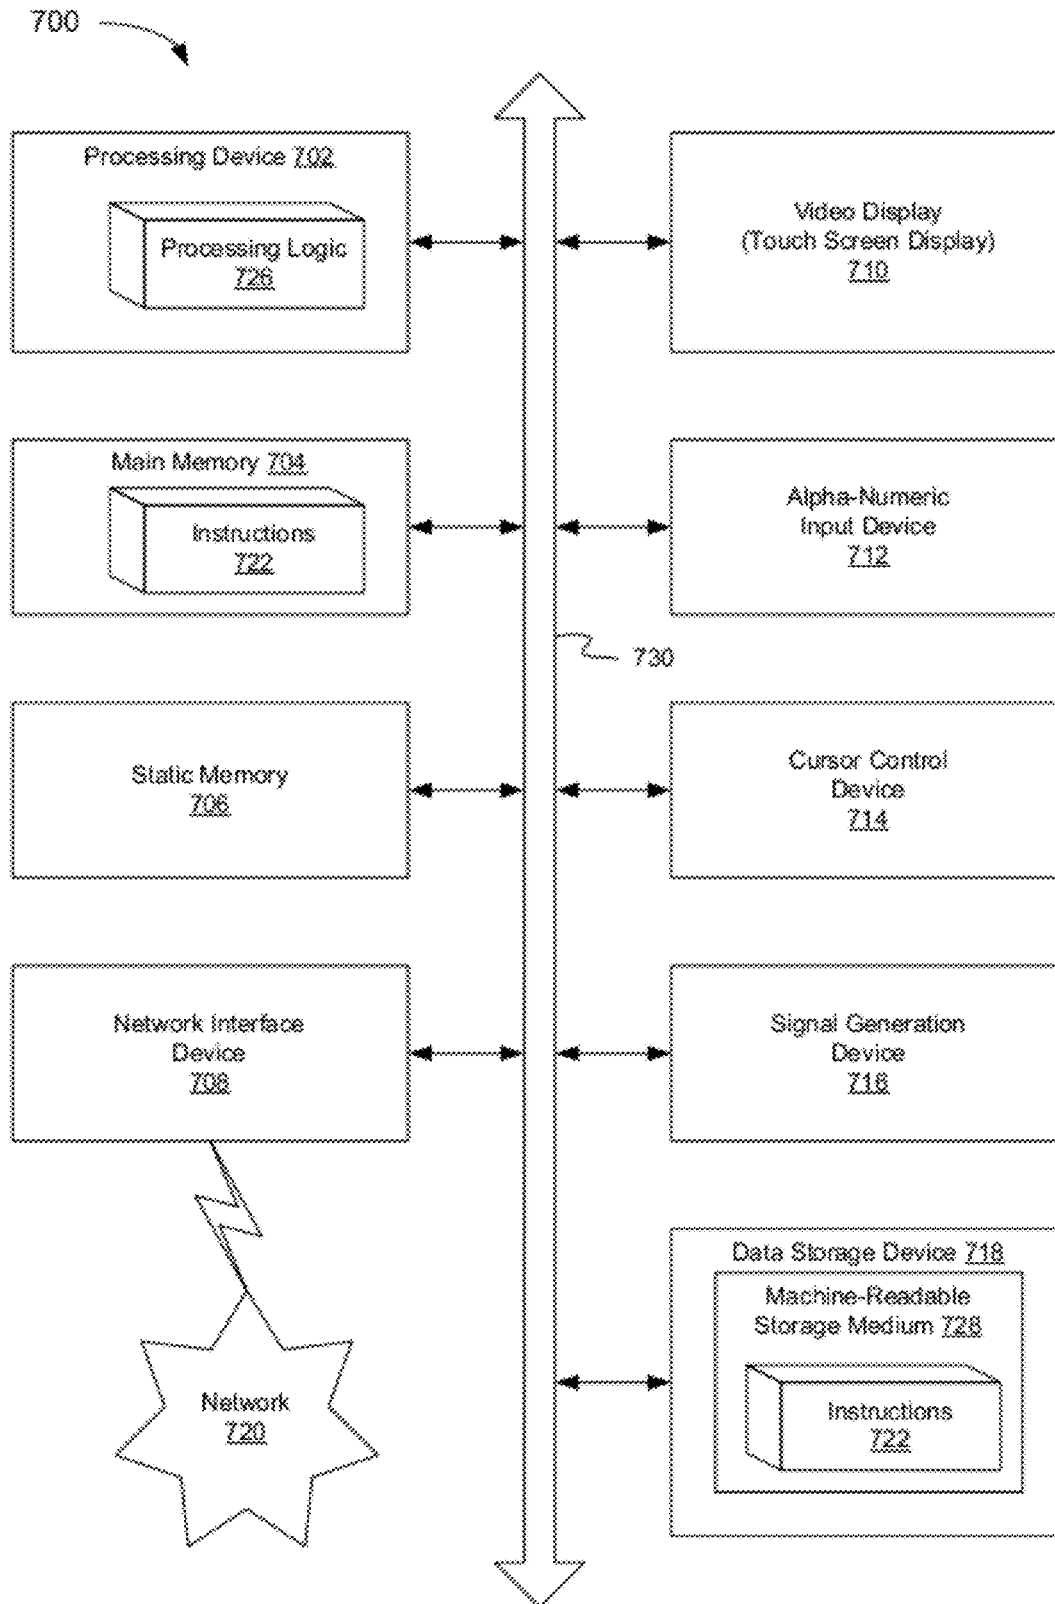 700
Processing Device 702
Processing Logic
726
Video Display
(Touch Screen Display)
710
Main Memory 704
Instructions
722
Alpha-Numeric
Input Device
712
730
Static Memory
706
Cursor Control
Device
714
Network Interface
Device
708
Signal Generation
Device
716
Data Storage Device 718
Machine-Readable
Storage Medium 728
Instructions
722
Network
720